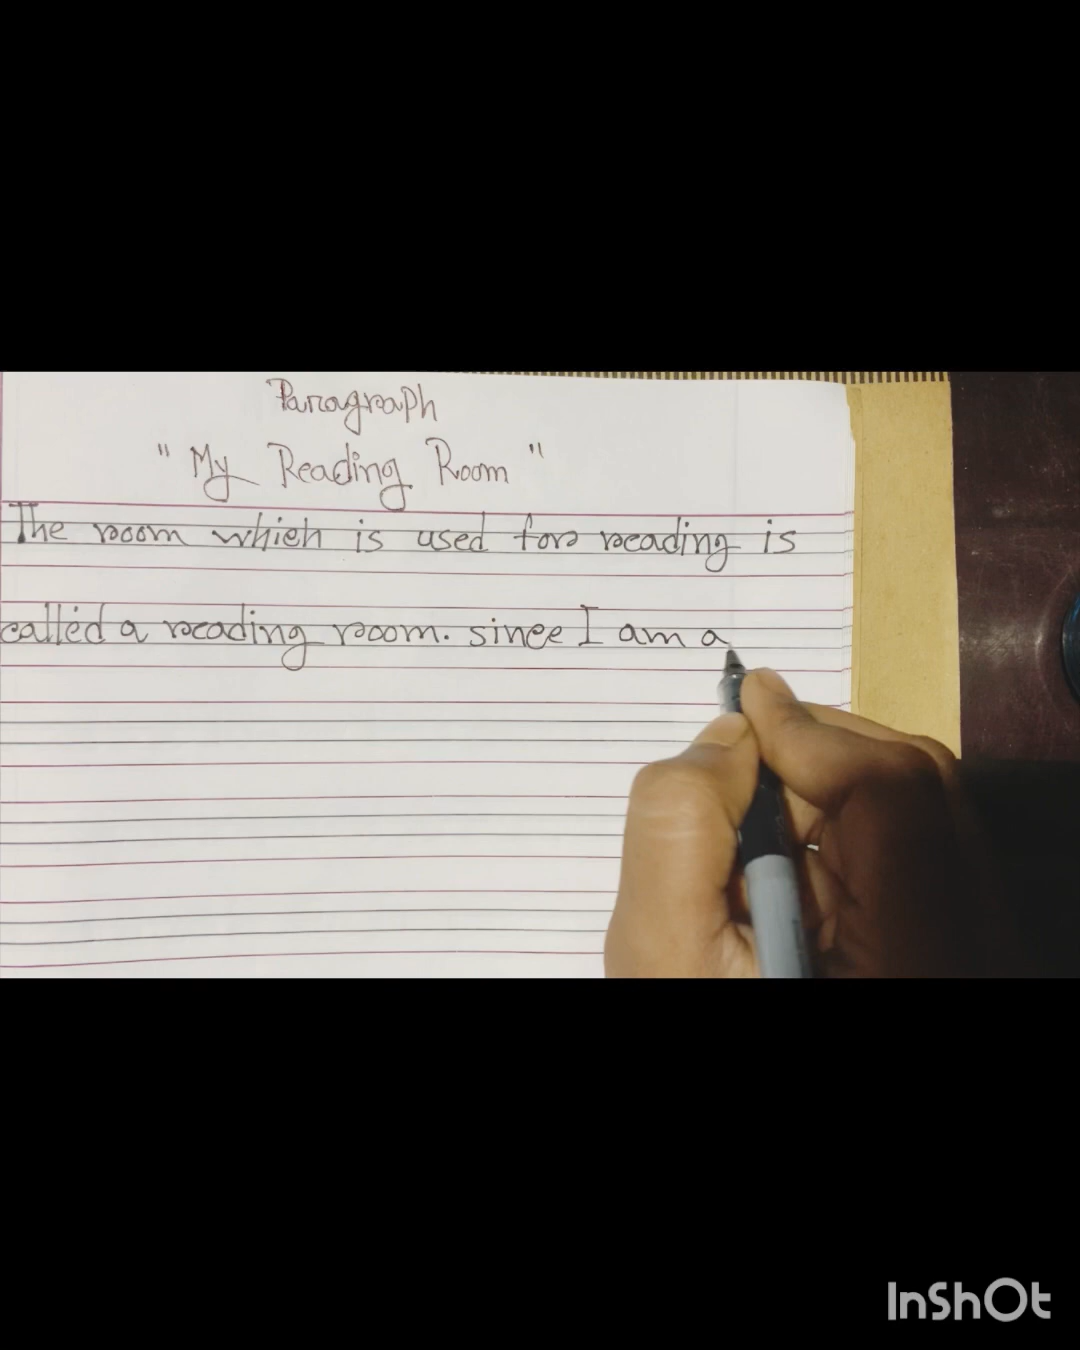 Paragraph
" My Reading Room "
The room which is used for reading is
called a reading room. since I am a
InShOt